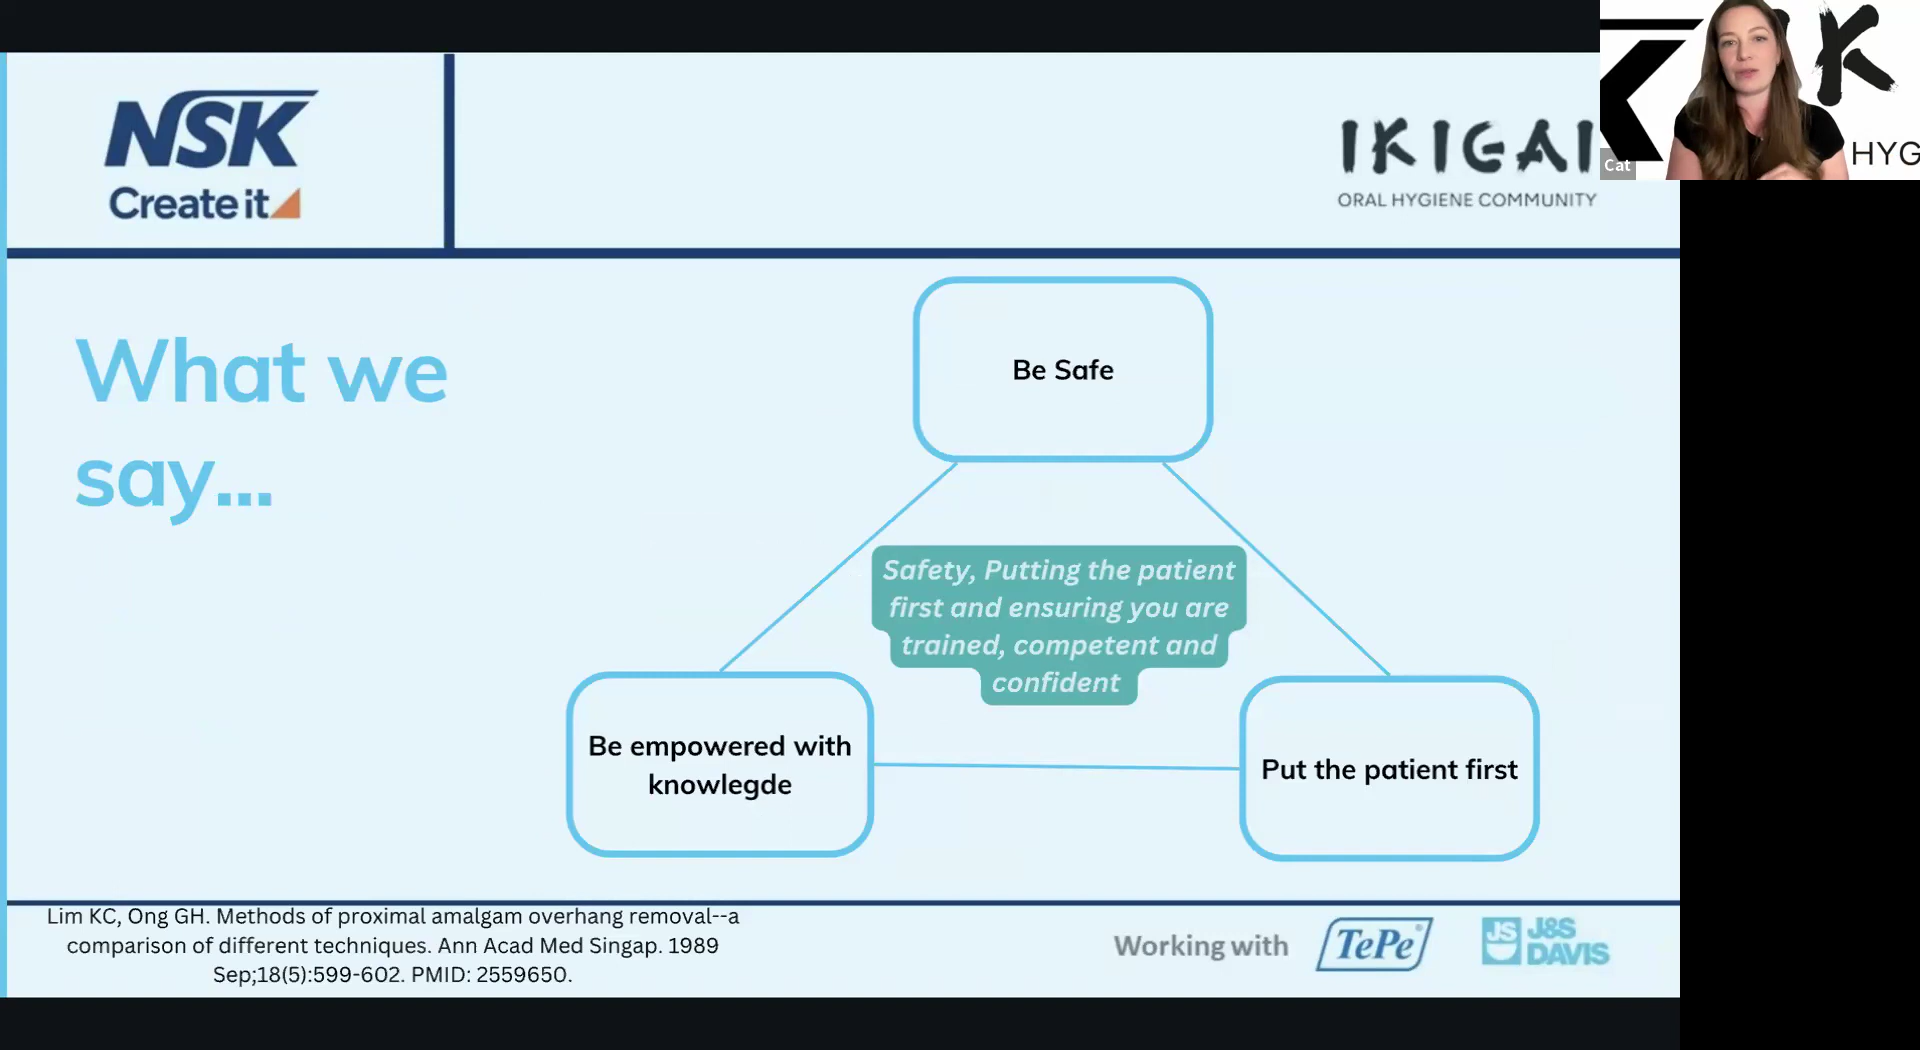 NSK
Create it
IKIGAI
ORAL HYGIENE COMMUNITY
K
Cat
HYG
What we
say...
Be Safe
Safety, Putting the patient
first and ensuring you are
trained, competent and
confident
Be empowered with
knowlegde
Put the patient first
Lim KC, Ong GH. Methods of proximal amalgam overhang removal--a
comparison of different techniques. Ann Acad Med Singap. 1989
Sep;18(5):599-602. PMID: 2559650.
Working with
TePe®
JS
J&S
DAVIS